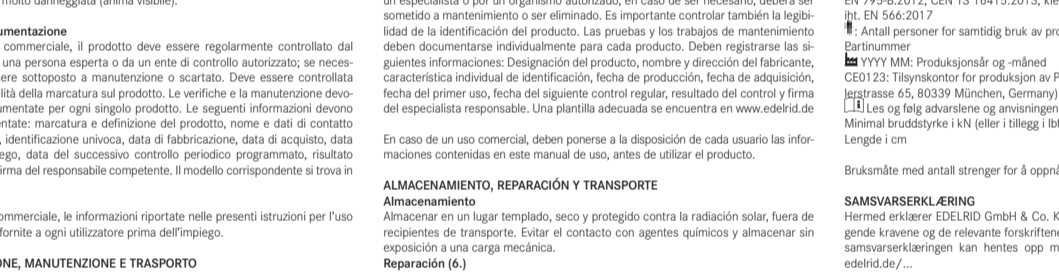 molto danneggiata (anima visibile).
umentazione
commerciale, il prodotto deve essere regolarmente controllato dal
una persona esperta o da un ente di controllo autorizzato; se neces-
ere sottoposto a manutenzione o scartato. Deve essere controllata
lità della marcatura sul prodotto. Le verifiche e la manutenzione devo-
umentate per ogni singolo prodotto. Le seguenti informazioni devono
entate: marcatura e definizione del prodotto, nome e dati di contatto
, identificazione univoca, data di fabbricazione, data di acquisto, data
ego, data del successivo controllo periodico programmato, risultato
irma del responsabile competente. Il modello corrispondente si trova in
ommerciale, le informazioni riportate nelle presenti istruzioni per l'uso
fornite a ogni utilizzatore prima dell'impiego.
ONE, MANUTENZIONE E TRASPORTO
un especialista o por un organismo autorizado, en caso de ser necesario, deberá ser
sometido a mantenimiento o ser eliminado. Es importante controlar también la legibi-
lidad de la identificación del producto. Las pruebas y los trabajos de mantenimiento
deben documentarse individualmente para cada producto. Deben registrarse las si-
guientes informaciones: Designación del producto, nombre y dirección del fabricante,
característica individual de identificación, fecha de producción, fecha de adquisición,
fecha del primer uso, fecha del siguiente control regular, resultado del control y firma
del especialista responsable. Una plantilla adecuada se encuentra en www.edelrid.de
En caso de un uso comercial, deben ponerse a la disposición de cada usuario las infor-
maciones contenidas en este manual de uso, antes de utilizar el producto.
ALMACENAMIENTO, REPARACIÓN Y TRANSPORTE
Almacenamiento
Almacenar en un lugar templado, seco y protegido contra la radiación solar, fuera de
recipientes de transporte. Evitar el contacto con agentes químicos y almacenar sin
exposición a una carga mecánica.
Reparación (6.)
EN 795-B:2012, CEN TS 16415:2013, kle
iht. EN 566:2017
: Antall personer for samtidig bruk av pro
Partinummer
YYYY MM: Produksjonsår og -måned
CE0123: Tilsynskontor for produksjon av P
lerstrasse 65, 80339 München, Germany)
Les og følg advarslene og anvisningen
Minimal bruddstyrke i kN (eller i tillegg i lbf
Lengde i cm
Bruksmåte med antall strenger for å oppnå
SAMSVARSERKLÆRING
Hermed erklærer EDELRID GmbH & Co. K
gende kravene og de relevante forskriftene
samsvarserklæringen kan hentes opp m
edelrid.de/...